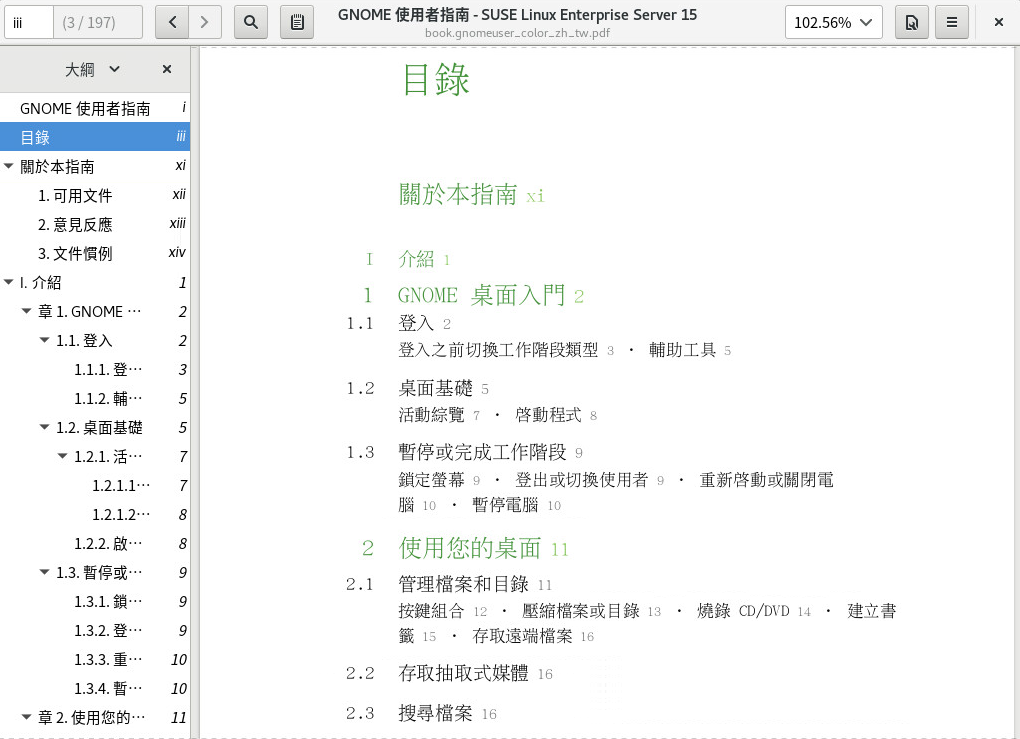 iii (3 / 197) GNOME 使用者指南 - SUSE Linux Enterprise Server 15 102.56%
book.gnomeuser_color_zh_tw.pdf
大綱
GNOME 使用者指南 i
目錄 iii
關於本指南 xi
1. 可用文件 xii
2. 意見反應 xiii
3. 文件慣例 xiv
I. 介紹 1
章 1. GNOME … 2
1.1. 登入 2
1.1.1. 登… 3
1.1.2. 輔… 5
1.2. 桌面基礎 5
1.2.1. 活… 7
1.2.1.1… 7
1.2.1.2… 8
1.2.2. 啟… 8
1.3. 暫停或… 9
1.3.1. 鎖… 9
1.3.2. 登… 9
1.3.3. 重… 10
1.3.4. 暫… 10
章 2. 使用您的… 11
目錄
關於本指南 xi
I 介紹 1
1 GNOME 桌面入門 2
1.1 登入 2
登入之前切換工作階段類型 3 • 輔助工具 5
1.2 桌面基礎 5
活動綜覽 7 • 啓動程式 8
1.3 暫停或完成工作階段 9
鎖定螢幕 9 • 登出或切換使用者 9 • 重新啓動或關閉電
腦 10 • 暫停電腦 10
2 使用您的桌面 11
2.1 管理檔案和目錄 11
按鍵組合 12 • 壓縮檔案或目錄 13 • 燒錄 CD/DVD 14 • 建立書
籤 15 • 存取遠端檔案 16
2.2 存取抽取式媒體 16
2.3 搜尋檔案 16